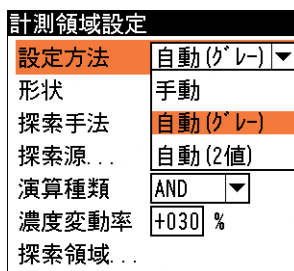 計測領域設定
設定方法 自動(ｸﾞﾚｰ)
形状 手動
探索手法 自動(ｸﾞﾚｰ)
探索源... 自動(2値)
演算種類 AND
濃度変動率 +030 %
探索領域...